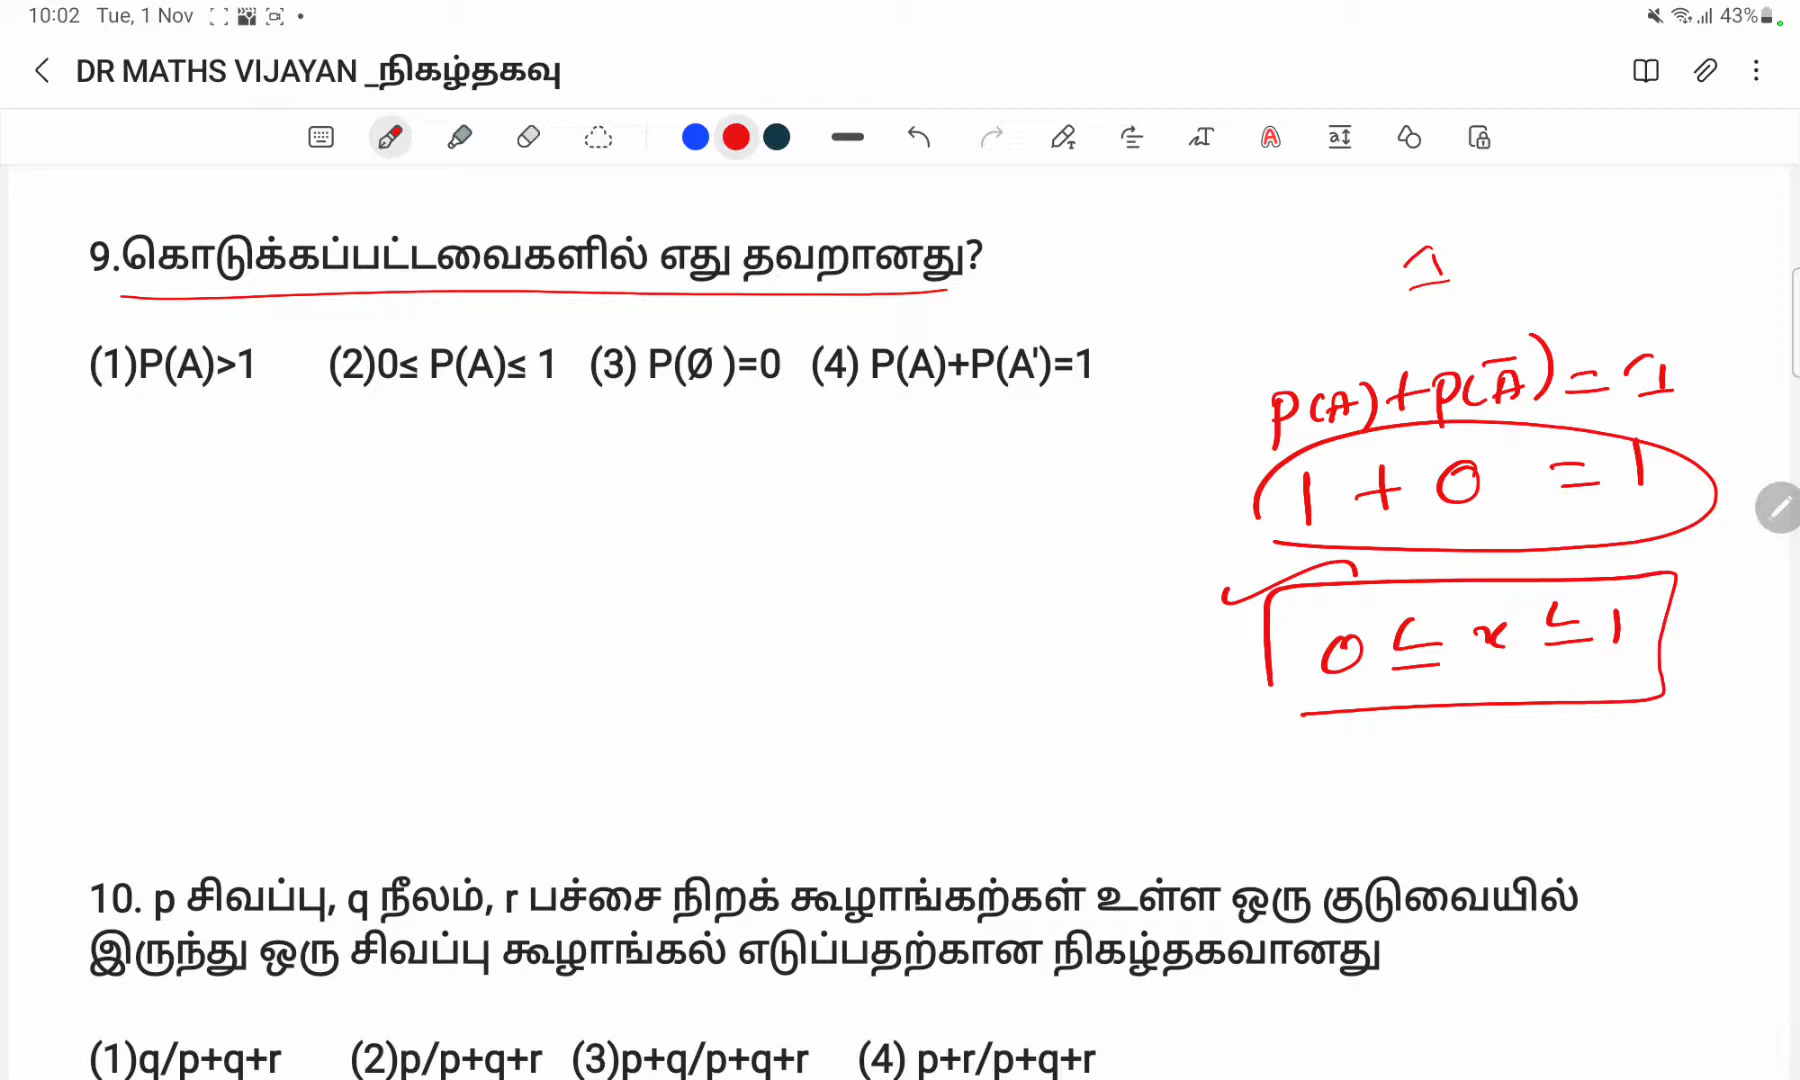 10:02 Tue, 1 Nov
43%
DR MATHS VIJAYAN _நிகழ்தகவு
9.கொடுக்கப்பட்டவைகளில் எது தவறானது?
(1)P(A)>1 (2)0≤ P(A)≤ 1 (3) P(Ø )=0 (4) P(A)+P(A')=1
1
P(A)+P(Ā)=1
1+0 =1
0≤x≤1
10. p சிவப்பு, q நீலம், r பச்சை நிறக் கூழாங்கற்கள் உள்ள ஒரு குடுவையில்
இருந்து ஒரு சிவப்பு கூழாங்கல் எடுப்பதற்கான நிகழ்தகவானது
(1)q/p+q+r (2)p/p+q+r (3)p+q/p+q+r (4) p+r/p+q+r